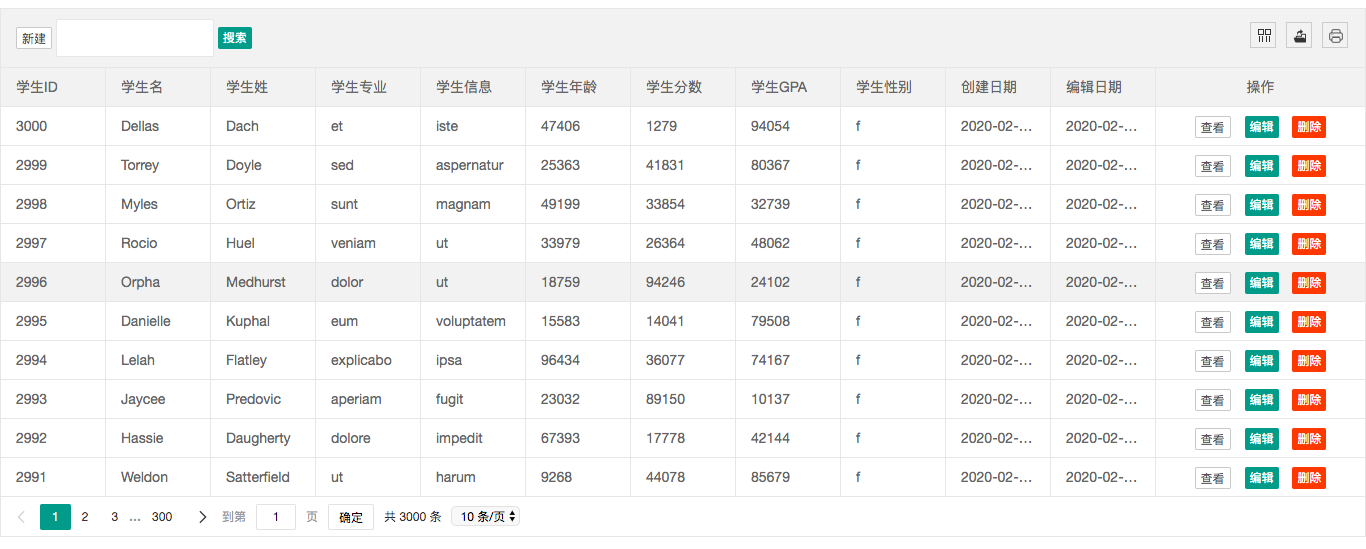 新建 搜索
学生ID 学生名 学生姓 学生专业 学生信息 学生年龄 学生分数 学生GPA 学生性别 创建日期 编辑日期 操作
3000 Dellas Dach et iste 47406 1279 94054 f 2020-02-... 2020-02-... 查看 编辑 删除
2999 Torrey Doyle sed aspernatur 25363 41831 80367 f 2020-02-... 2020-02-... 查看 编辑 删除
2998 Myles Ortiz sunt magnam 49199 33854 32739 f 2020-02-... 2020-02-... 查看 编辑 删除
2997 Rocio Huel veniam ut 33979 26364 48062 f 2020-02-... 2020-02-... 查看 编辑 删除
2996 Orpha Medhurst dolor ut 18759 94246 24102 f 2020-02-... 2020-02-... 查看 编辑 删除
2995 Danielle Kuphal eum voluptatem 15583 14041 79508 f 2020-02-... 2020-02-... 查看 编辑 删除
2994 Lelah Flatley explicabo ipsa 96434 36077 74167 f 2020-02-... 2020-02-... 查看 编辑 删除
2993 Jaycee Predovic aperiam fugit 23032 89150 10137 f 2020-02-... 2020-02-... 查看 编辑 删除
2992 Hassie Daugherty dolore impedit 67393 17778 42144 f 2020-02-... 2020-02-... 查看 编辑 删除
2991 Weldon Satterfield ut harum 9268 44078 85679 f 2020-02-... 2020-02-... 查看 编辑 删除
1 2 3 ... 300 到第 1 页 确定 共 3000 条 10 条/页